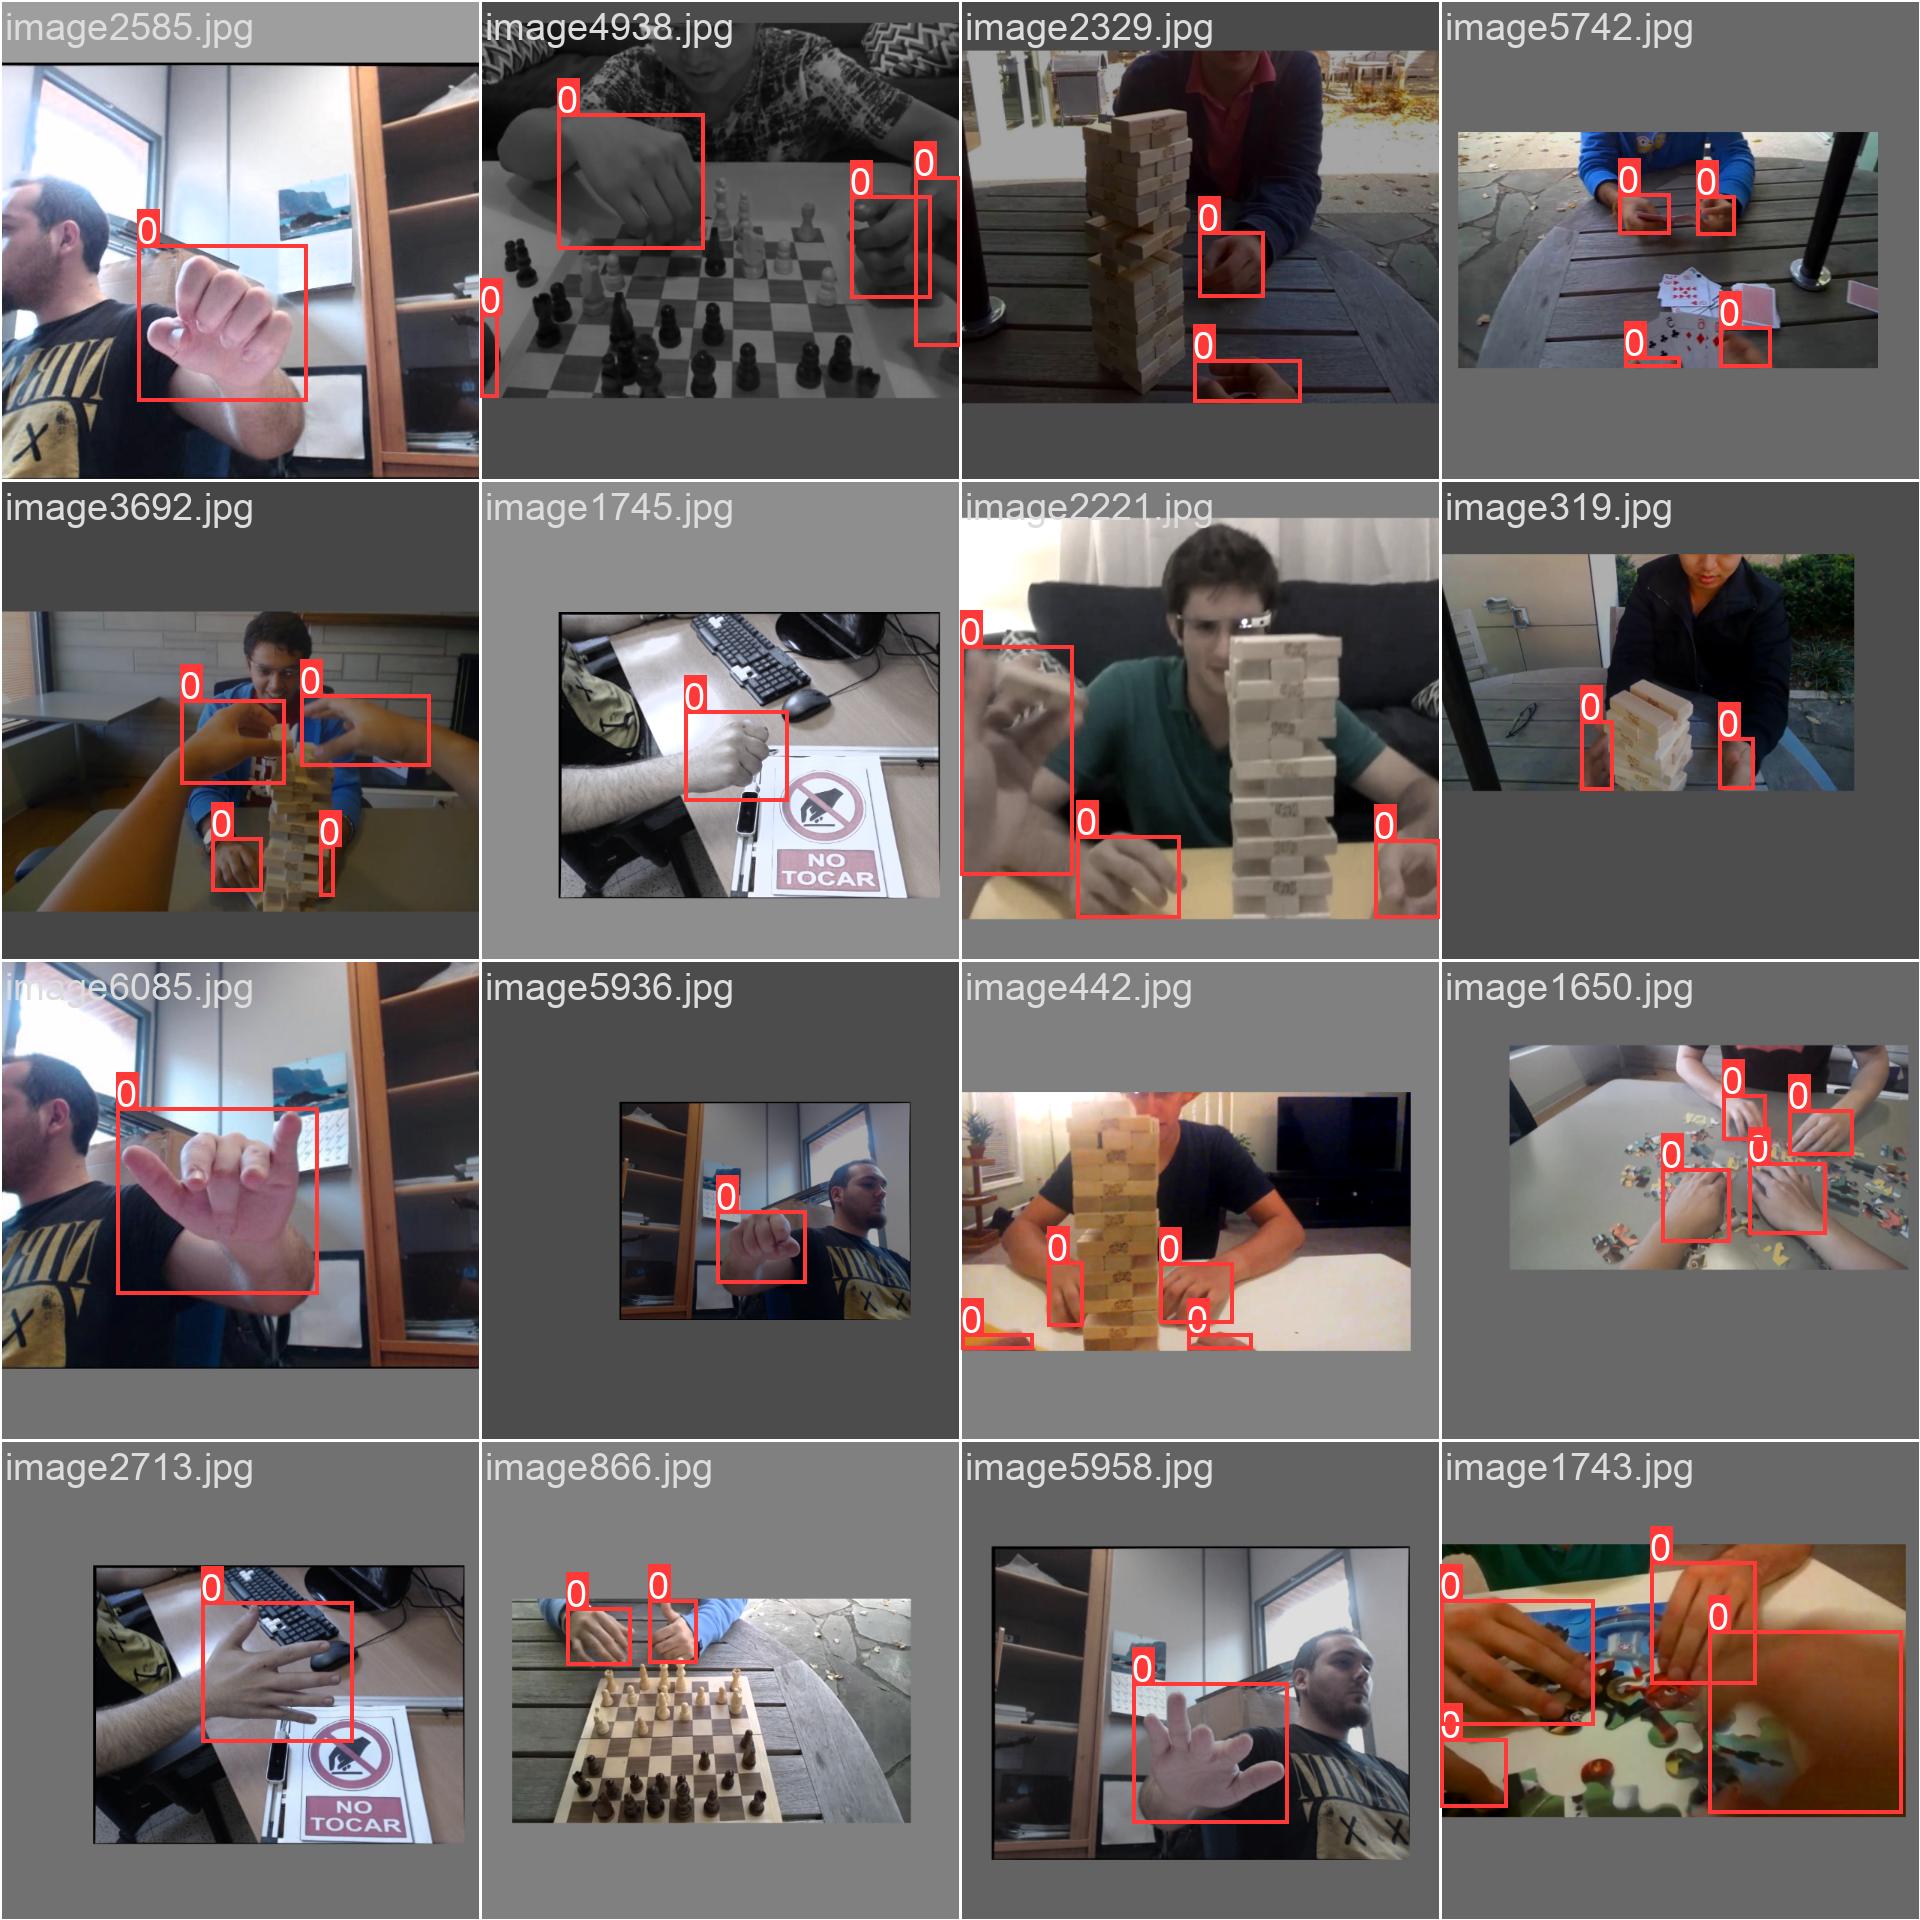 image2585.jpg
image4938.jpg
image2329.jpg
image5742.jpg
0
0
0
0
0
0
0
0
0
0
0
image3692.jpg
image1745.jpg
image2221.jpg
image319.jpg
0
0
0
0
0
NO
TOCAR
0
0
0
0
0
image6085.jpg
image5936.jpg
image442.jpg
image1650.jpg
0
0
0
0
0
0
0
0
0
0
image2713.jpg
image866.jpg
image5958.jpg
image1743.jpg
0
NO
TOCAR
0
0
0
0
0
0
0